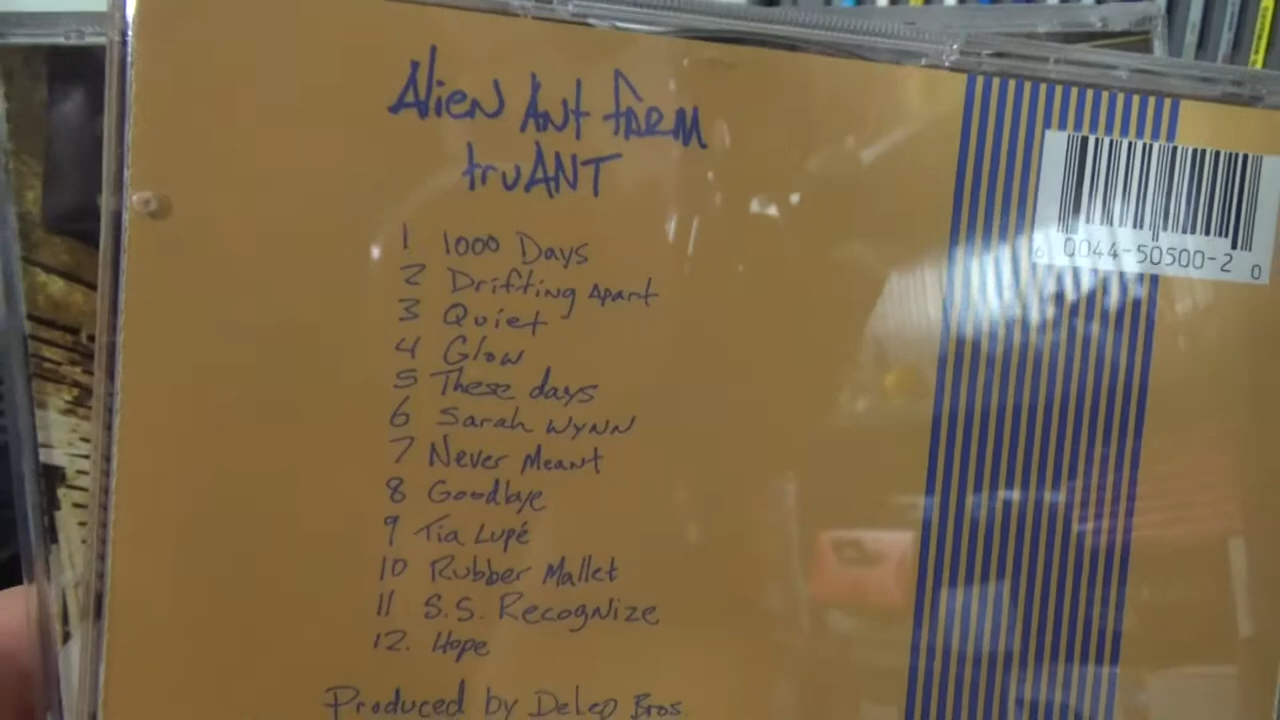 Alien Ant Farm
truANT
1 1000 Days
2 Drifting Apart
3 Quiet
4 Glow
5 These days
6 Sarah Wynn
7 Never Meant
8 Goodbye
9 Tia Lupé
10 Rubber Mallet
11 S.S. Recognize
12. Hope
Produced by DeLeo Bros
6 0044-50500-2 0